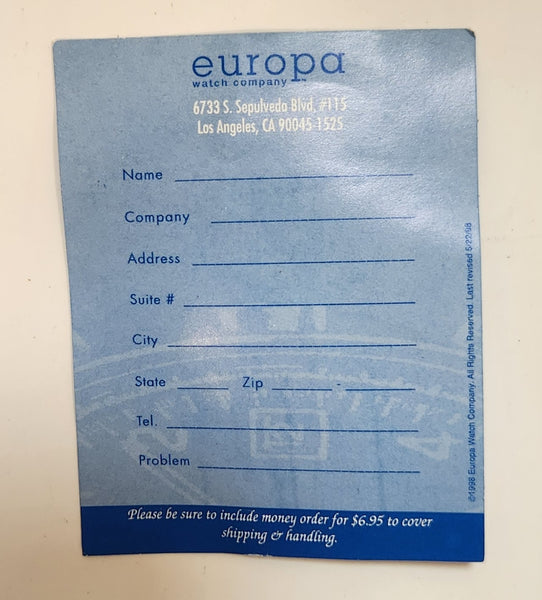 europa
watch company™
6733 S. Sepulveda Blvd, #115
Los Angeles, CA 90045-1525
Name
Company
Address
Suite #
City
State Zip -
Tel.
Problem
©1998 Europa Watch Company. All Rights Reserved. Last revised 5/22/98
Please be sure to include money order for $6.95 to cover
shipping & handling.